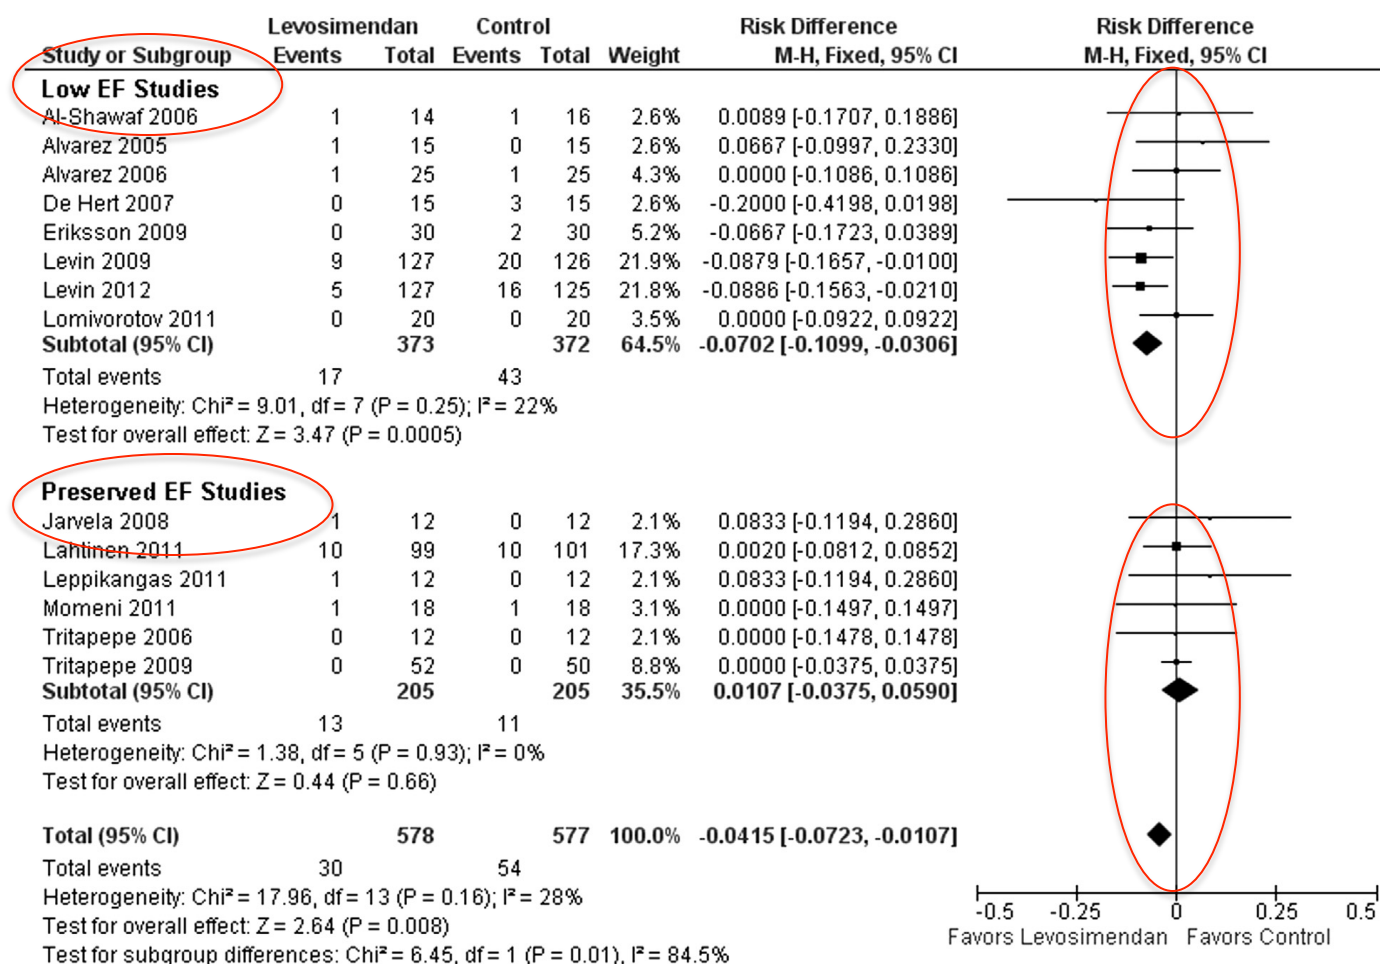 Levosimendan Control Risk Difference Risk Difference
Study or Subgroup Events Total Events Total Weight M-H, Fixed, 95% CI M-H, Fixed, 95% CI
Low EF Studies
Al-Shawaf 2006 1 14 1 16 2.6% 0.0089 [-0.1707, 0.1886]
Alvarez 2005 1 15 0 15 2.6% 0.0667 [-0.0997, 0.2330]
Alvarez 2006 1 25 1 25 4.3% 0.0000 [-0.1086, 0.1086]
De Hert 2007 0 15 3 15 2.6% -0.2000 [-0.4198, 0.0198]
Eriksson 2009 0 30 2 30 5.2% -0.0667 [-0.1723, 0.0389]
Levin 2009 9 127 20 126 21.9% -0.0879 [-0.1657, -0.0100]
Levin 2012 5 127 16 125 21.8% -0.0886 [-0.1563, -0.0210]
Lomivorotov 2011 0 20 0 20 3.5% 0.0000 [-0.0922, 0.0922]
Subtotal (95% CI) 373 372 64.5% -0.0702 [-0.1099, -0.0306]
Total events 17 43
Heterogeneity: Chi² = 9.01, df = 7 (P = 0.25); I² = 22%
Test for overall effect: Z = 3.47 (P = 0.0005)
Preserved EF Studies
Jarvela 2008 1 12 0 12 2.1% 0.0833 [-0.1194, 0.2860]
Lahtinen 2011 10 99 10 101 17.3% 0.0020 [-0.0812, 0.0852]
Leppikangas 2011 1 12 0 12 2.1% 0.0833 [-0.1194, 0.2860]
Momeni 2011 1 18 1 18 3.1% 0.0000 [-0.1497, 0.1497]
Tritapepe 2006 0 12 0 12 2.1% 0.0000 [-0.1478, 0.1478]
Tritapepe 2009 0 52 0 50 8.8% 0.0000 [-0.0375, 0.0375]
Subtotal (95% CI) 205 205 35.5% 0.0107 [-0.0375, 0.0590]
Total events 13 11
Heterogeneity: Chi² = 1.38, df = 5 (P = 0.93); I² = 0%
Test for overall effect: Z = 0.44 (P = 0.66)
Total (95% CI) 578 577 100.0% -0.0415 [-0.0723, -0.0107]
Total events 30 54
Heterogeneity: Chi² = 17.96, df = 13 (P = 0.16); I² = 28%
Test for overall effect: Z = 2.64 (P = 0.008)
Test for subgroup differences: Chi² = 6.45, df = 1 (P = 0.01), I² = 84.5%
-0.5 -0.25 0 0.25 0.5
Favors Levosimendan Favors Control